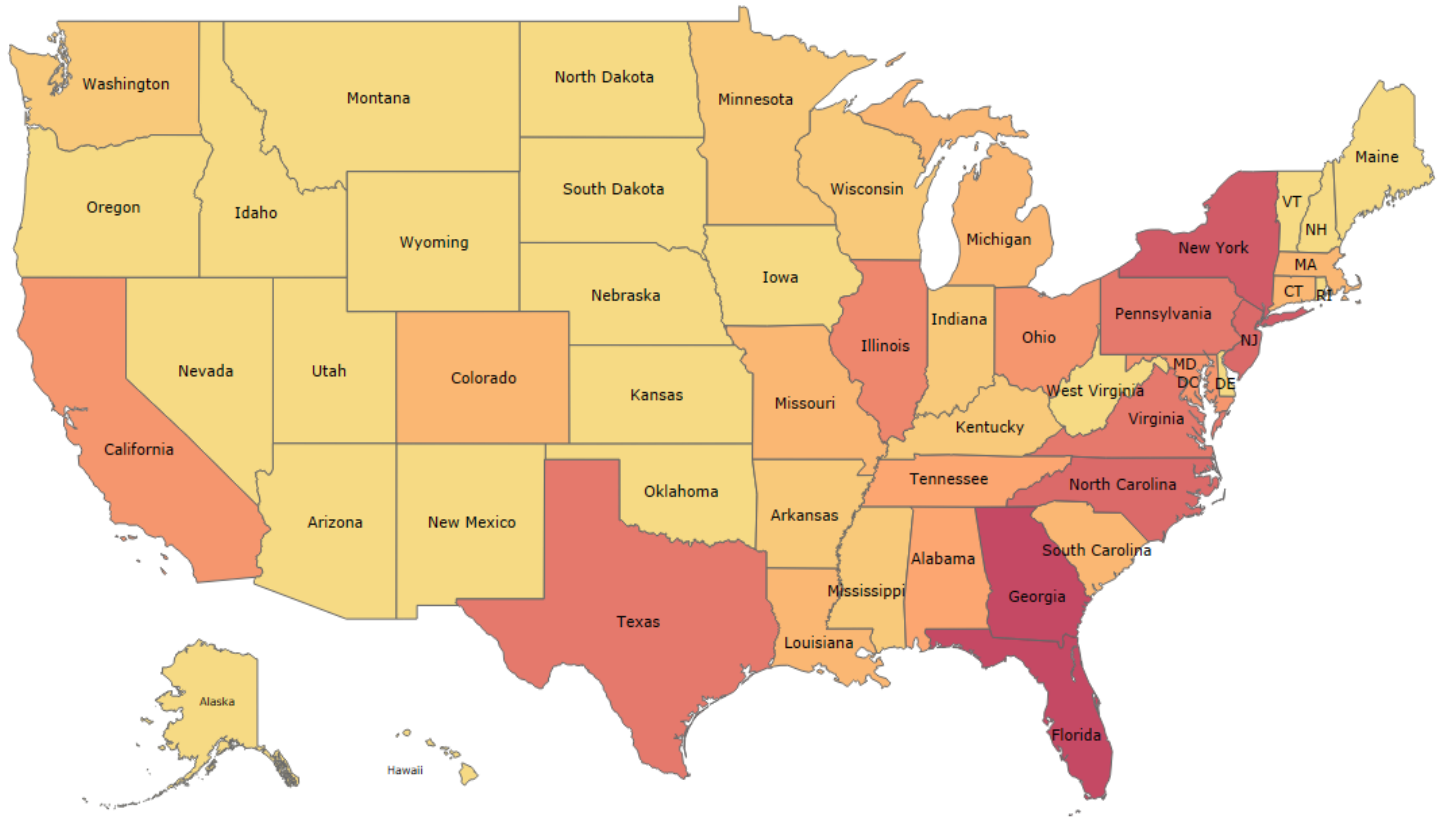 North Dakota
Washington
Montana
Minnesota
Maine
South Dakota
Wisconsin
VT
Oregon
Idaho
NH
Wyoming
Michigan
New York
MA
Iowa
CT
RI
Nebraska
Indiana
Pennsylvania
Ohio
NJ
Illinois
MD
Nevada
Utah
Colorado
DC
DE
West Virginia
Kansas
Missouri
Virginia
Kentucky
California
Tennessee
North Carolina
Oklahoma
Arkansas
Arizona
New Mexico
South Carolina
Alabama
Mississippi
Georgia
Texas
Louisiana
Alaska
Florida
Hawaii